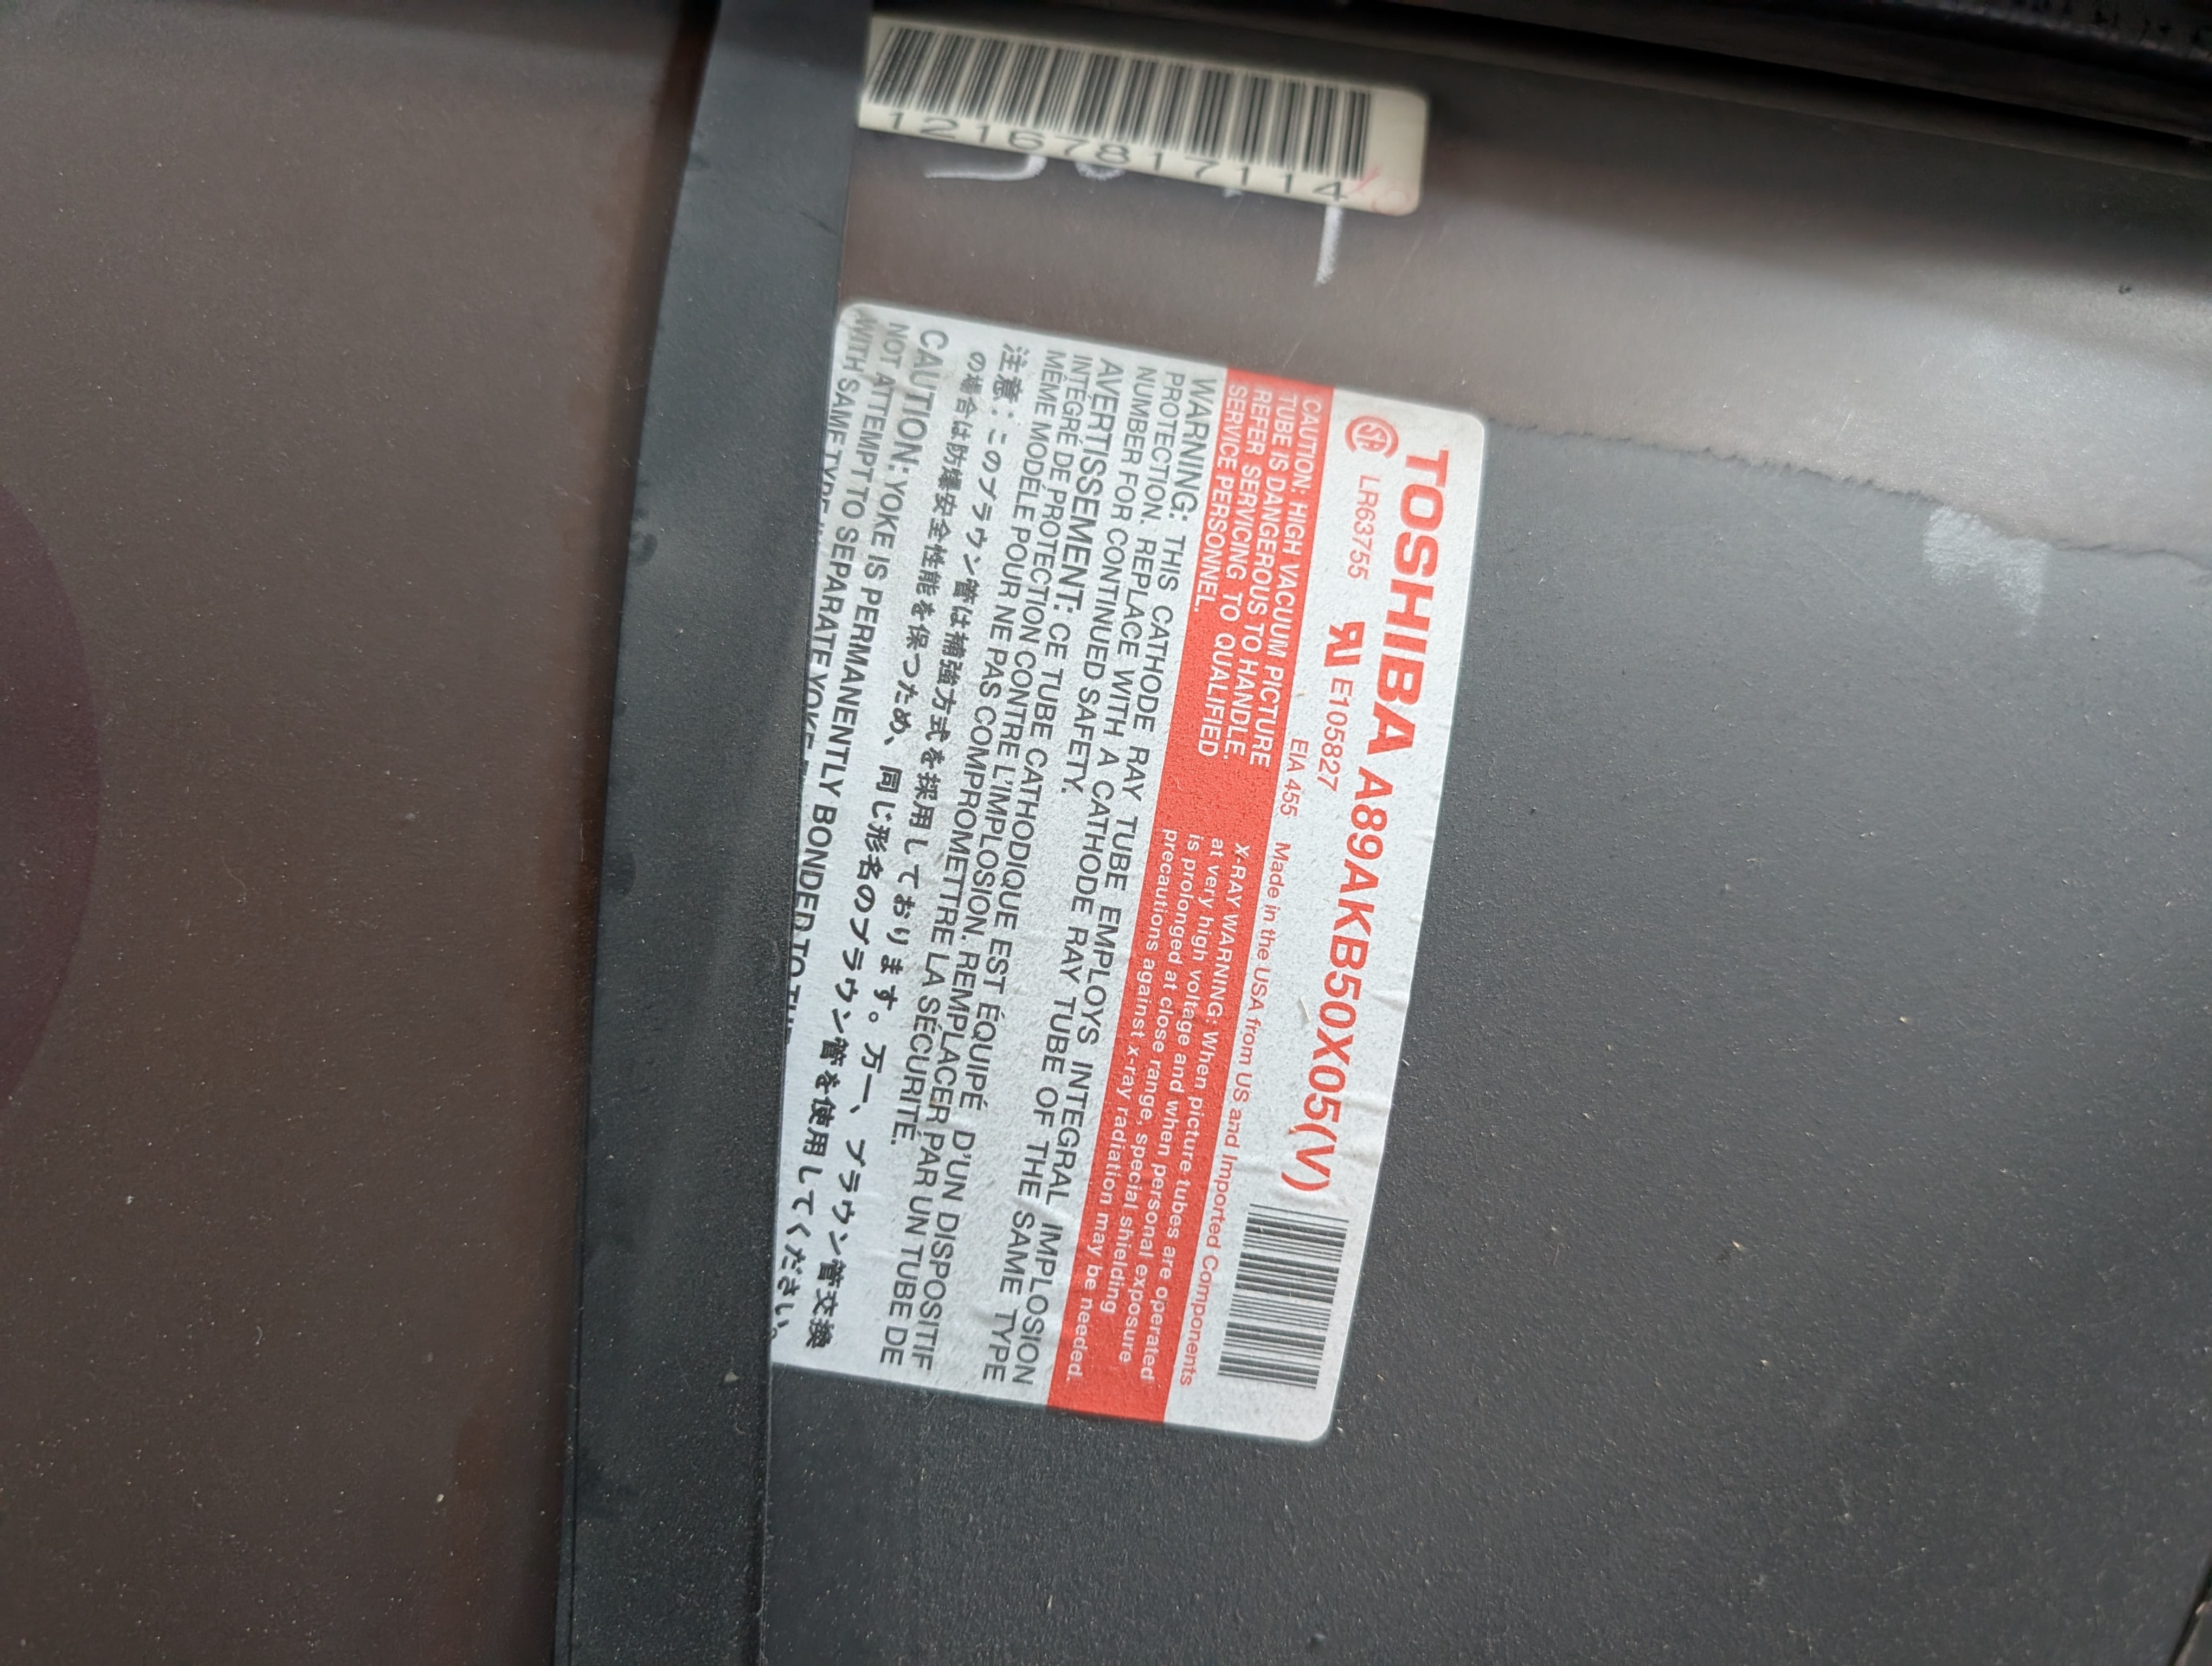 121678171​14
TOSHIBA A89AKB50X05(V)
LR63755 E105827
EIA 455 Made in the USA from US and Imported Components
CAUTION: HIGH VACUUM PICTURE
TUBE IS DANGEROUS TO HANDLE.
REFER SERVICING TO QUALIFIED
SERVICE PERSONNEL.
X-RAY WARNING: When picture tubes are operated
at very high voltage and when personal exposure
is prolonged at close range, special shielding
precautions against x-ray radiation may be needed.
WARNING: THIS CATHODE RAY TUBE EMPLOYS INTEGRAL IMPLOSION
PROTECTION. REPLACE WITH A CATHODE RAY TUBE OF THE SAME TYPE
NUMBER FOR CONTINUED SAFETY.
AVERTISSEMENT: CE TUBE CATHODIQUE EST ÉQUIPÉ D'UN DISPOSITIF
INTÉGRÉ DE PROTECTION CONTRE L'IMPLOSION. REMPLACER PAR UN TUBE DE
MÊME MODÈLE POUR NE PAS COMPROMETTRE LA SÉCURITÉ.
注意：このブラウン管は補強方式を採用しております。万一、ブラウン管交換
の場合は防爆安全性能を保つため、同じ形名のブラウン管を使用してください。
CAUTION: YOKE IS PERMANENTLY BONDED TO THE
NOT ATTEMPT TO SEPARATE YOKE
WITH SAME TYPE